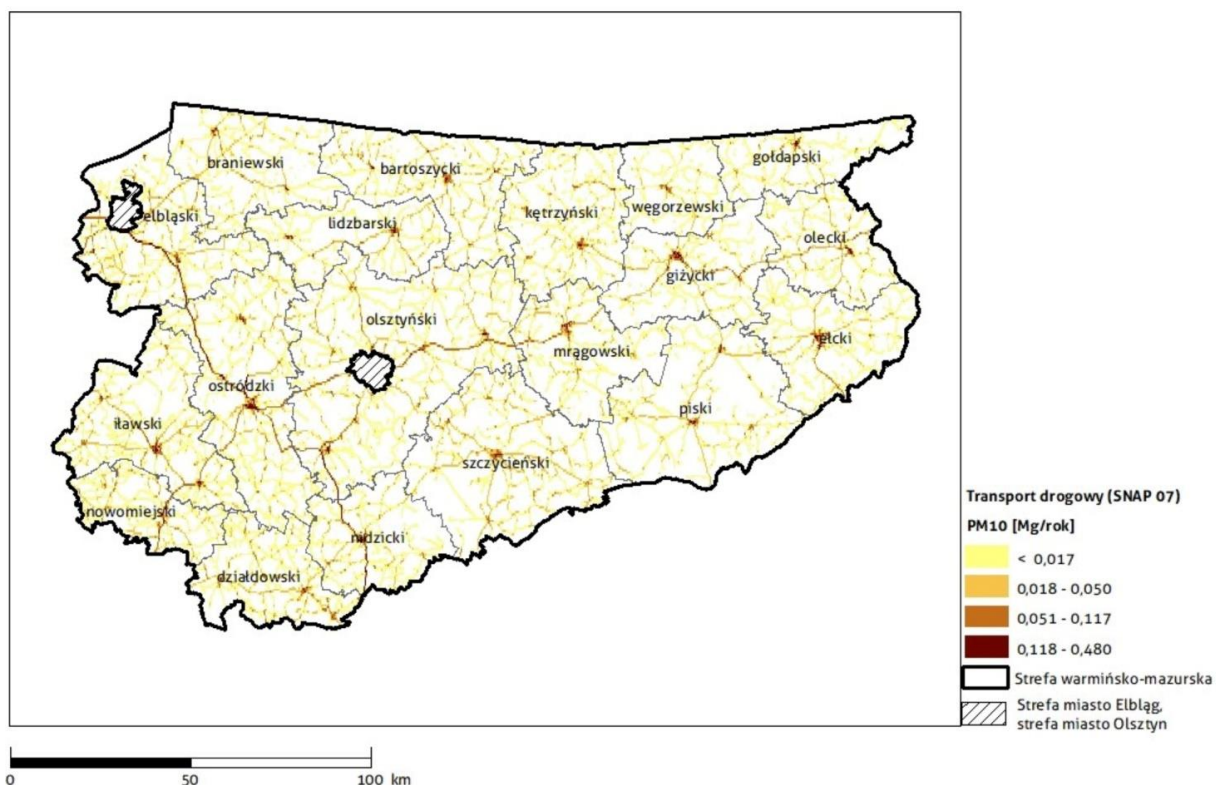 gołdapski
braniewski
bartoszycki
kętrzyński
węgorzewski
elbląski
lidzbarski
olecki
giżycki
olsztyński
ełcki
mrągowski
ostródzki
piski
iławski
szczycieński
nowomiejski
nidzicki
działdowski
Transport drogowy (SNAP 07)
PM10 [Mg/rok]
< 0,017
0,018 - 0,050
0,051 - 0,117
0,118 - 0,480
Strefa warmińsko-mazurska
Strefa miasto Elbląg,
strefa miasto Olsztyn
0 50 100 km